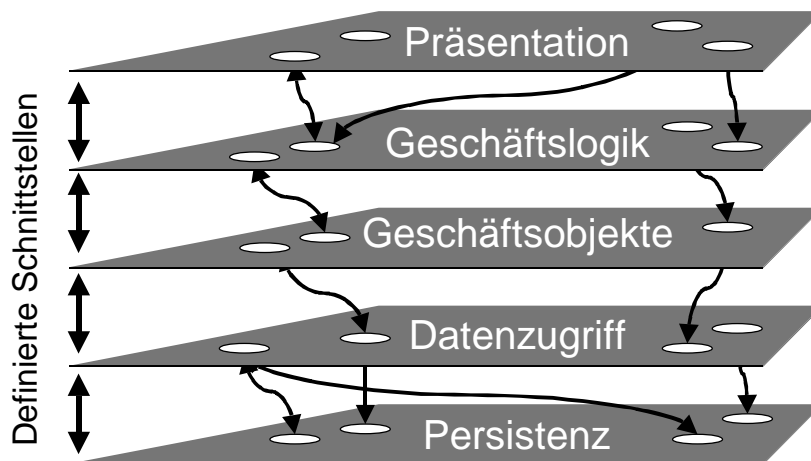 Präsentation
Geschäftslogik
Geschäftsobjekte
Datenzugriff
Persistenz
Definierte Schnittstellen